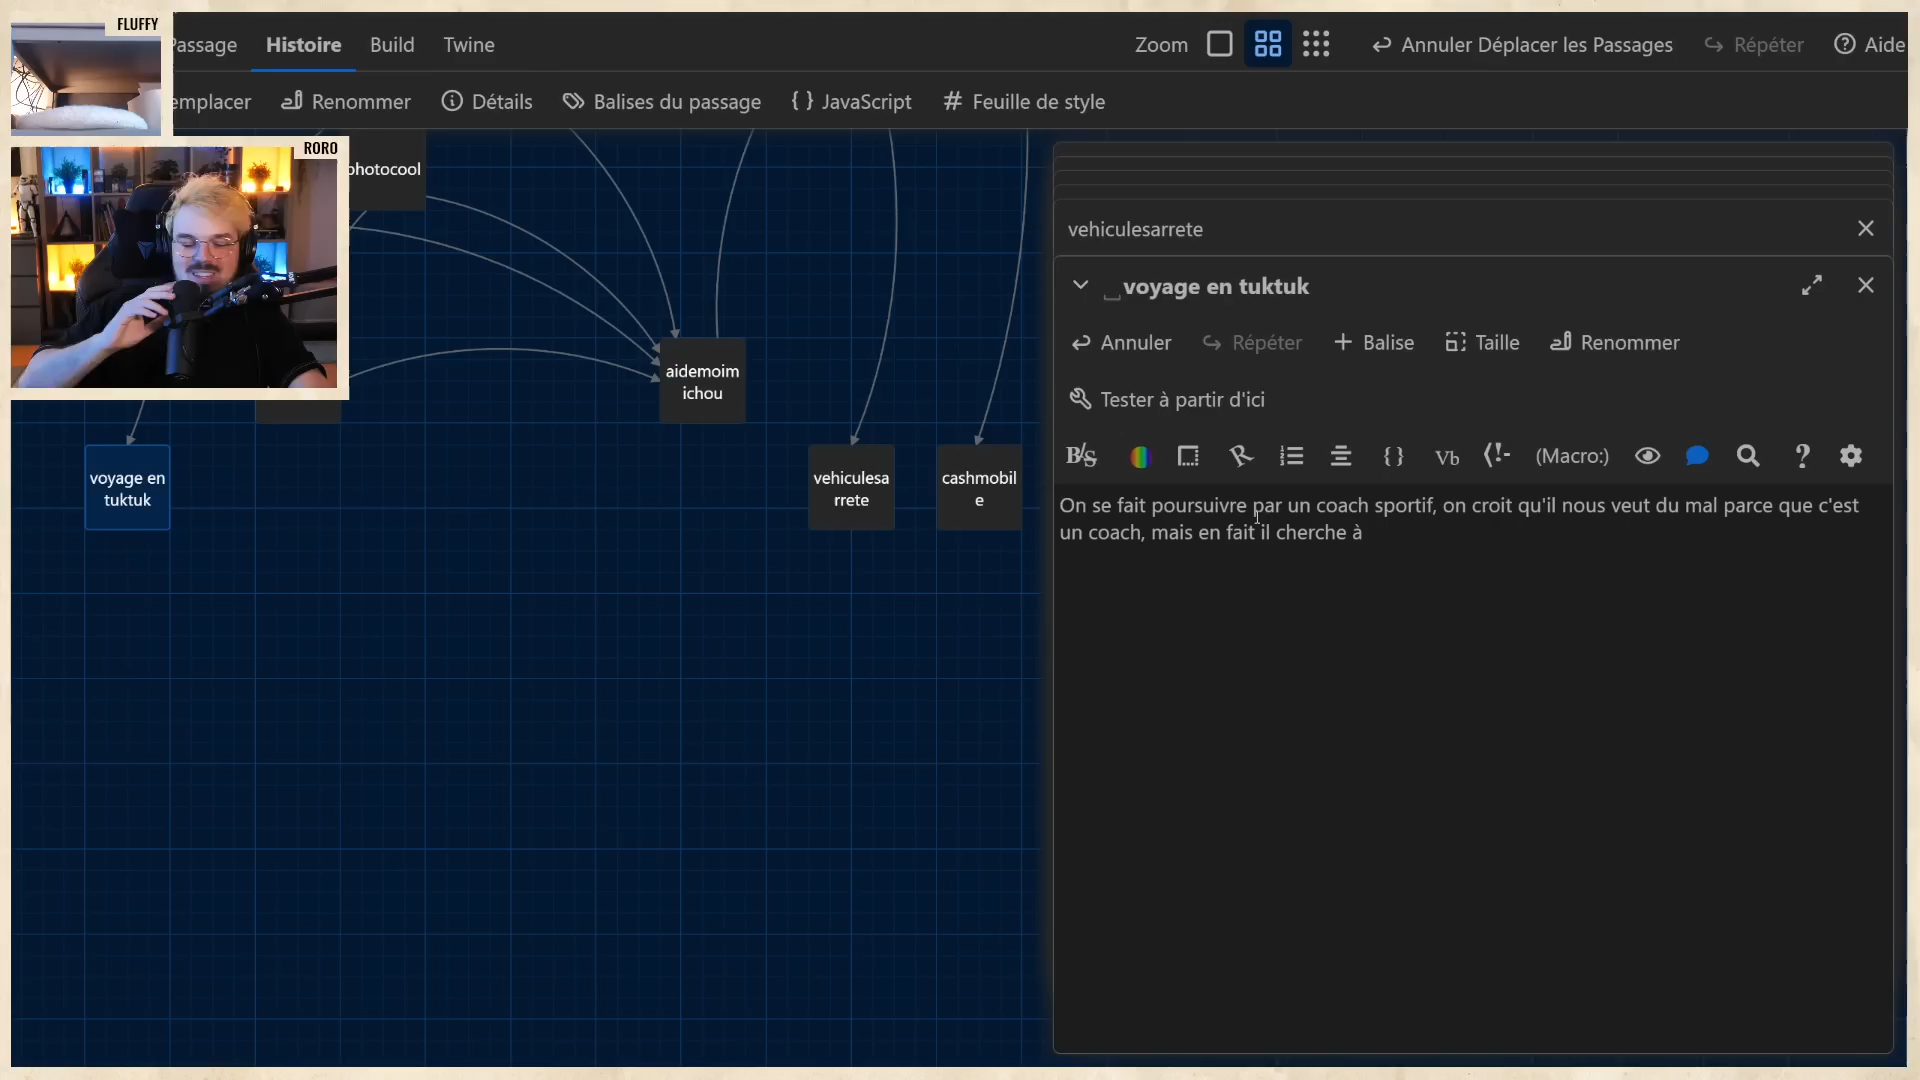 FLUFFY
Passage
Histoire
Build
Twine
Zoom
Annuler Déplacer les Passages
Répéter
Aide
emplacer
Renommer
Détails
Balises du passage
{ } JavaScript
# Feuille de style
RORO
photocool
aidemoim
ichou
voyage en
tuktuk
vehiculesa
rrete
cashmobil
e
vehiculesarrete
voyage en tuktuk
Annuler
Répéter
+ Balise
Taille
Renommer
Tester à partir d'ici
{} Vb (Macro:) ?
On se fait poursuivre par un coach sportif, on croit qu'il nous veut du mal parce que c'est
un coach, mais en fait il cherche à